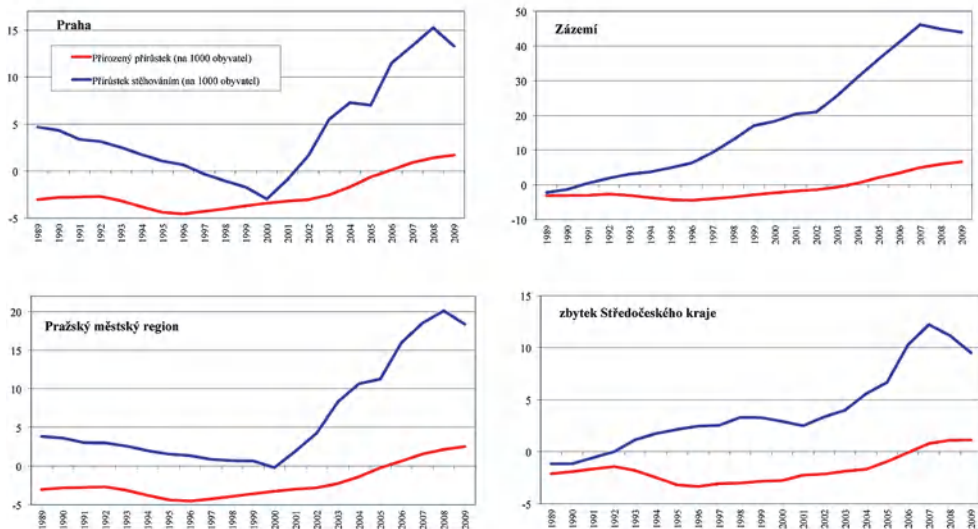 Praha
Přirozený přírůstek (na 1000 obyvatel)
Přírůstek stěhováním (na 1000 obyvatel)
15
10
5
0
-5
1989 1990 1991 1992 1993 1994 1995 1996 1997 1998 1999 2000 2001 2002 2003 2004 2005 2006 2007 2008 2009
Zázemí
50
40
30
20
10
0
-10
1989 1990 1991 1992 1993 1994 1995 1996 1997 1998 1999 2000 2001 2002 2003 2004 2005 2006 2007 2008 2009
Pražský městský region
20
15
10
5
0
-5
1989 1990 1991 1992 1993 1994 1995 1996 1997 1998 1999 2000 2001 2002 2003 2004 2005 2006 2007 2008 2009
zbytek Středočeského kraje
15
10
5
0
-5
1989 1990 1991 1992 1993 1994 1995 1996 1997 1998 1999 2000 2001 2002 2003 2004 2005 2006 2007 2008 2009